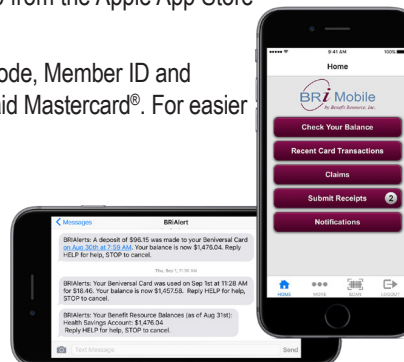 from the Apple App Store
ode, Member ID and
id Mastercard®. For easier
9:41 AM
100%
Home
BRi Mobile
by Benefit Resource, Inc.
Check Your Balance
Recent Card Transactions
Claims
Submit Receipts 2
Notifications
HOME
MORE
SCAN
LOGOUT
Messages
BRiAlert
BRIAlerts: A deposit of $96.15 was made to your Beniversal Card
on Aug 30th at 7:59 AM. Your balance is now $1,476.04. Reply
HELP for help, STOP to cancel.
Thu, Sep 1, 11:30 AM
BRIAlerts: Your Beniversal Card was used on Sep 1st at 11:28 AM
for $18.46. Your balance is now $1,457.58. Reply HELP for help,
STOP to cancel.
BRIAlerts: Your Benefit Resource Balances (as of Aug 31st):
Health Savings Account: $1,476.04
Reply HELP for help, STOP to cancel.
Text Message
Send